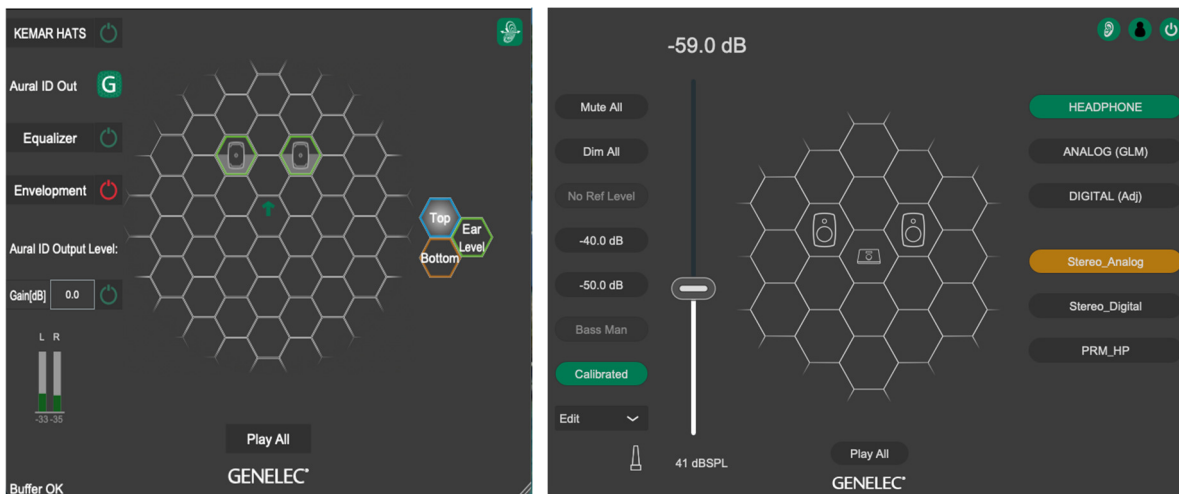 KEMAR HATS
Aural ID Out
G
Equalizer
Envelopment
Aural ID Output Level:
Gain[dB] 0.0
L R
-33 -35
Top
Ear
Level
Bottom
Play All
GENELEC
Buffer OK
-59.0 dB
Mute All
Dim All
No Ref Level
-40.0 dB
-50.0 dB
Bass Man
Calibrated
Edit
41 dBSPL
Play All
GENELEC
HEADPHONE
ANALOG (GLM)
DIGITAL (Adj)
Stereo_Analog
Stereo_Digital
PRM_HP